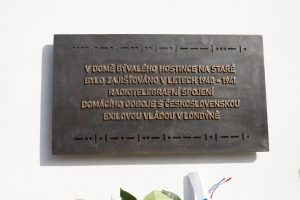 V DOMĚ BÝVALÉHO HOSTINCE NA STARÉ
BYLO ZAJIŠŤOVÁNO V LETECH 1940 - 1941
RADIOTELEGRAFNÍ SPOJENÍ
DOMÁCÍHO ODBOJE S ČESKOSLOVENSKOU
EXILOVOU VLÁDOU V LONDÝNĚ